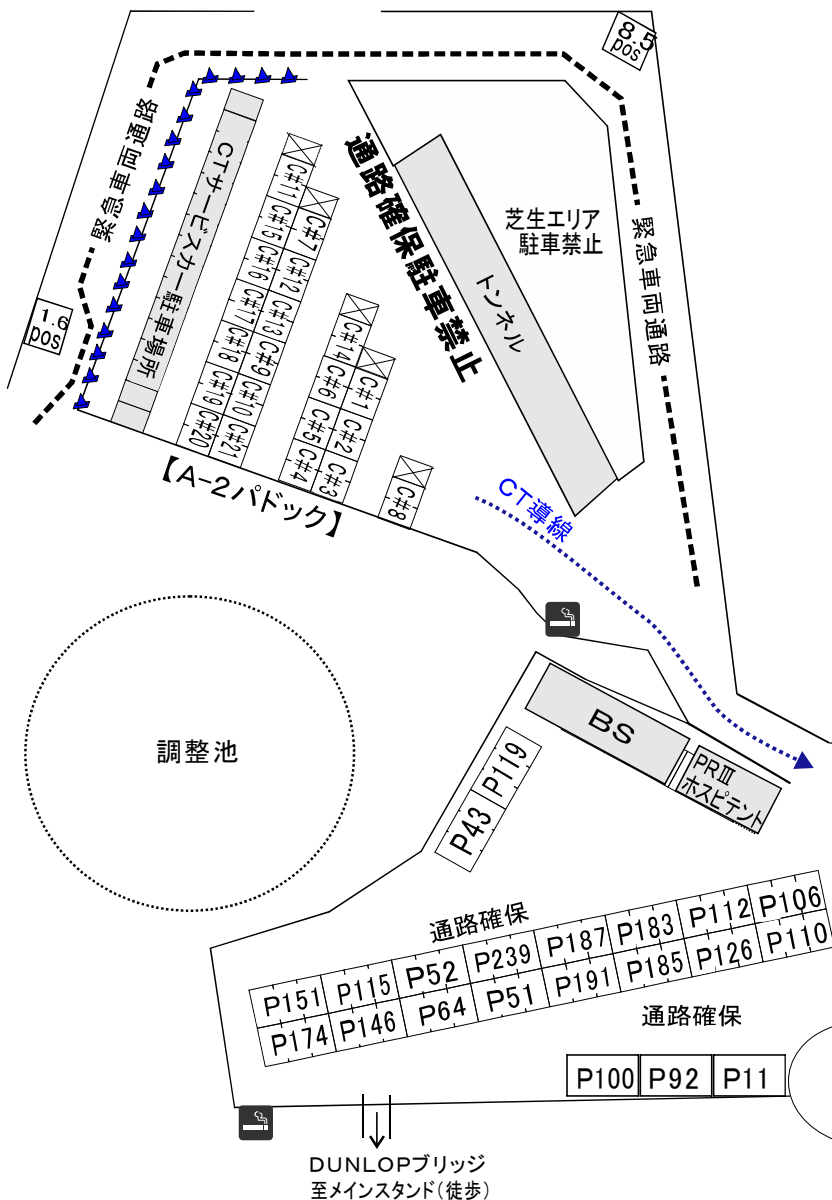 8.5
pos
緊急車両通路
CTサービスカー駐車場所
C#11
C#15
C#16
C#17
C#18
C#19
C#20
C#7
C#12
C#13
C#9
C#10
C#21
通路確保駐車禁止
芝生エリア
駐車禁止
トンネル
緊急車両通路
1.6
pos
C#14
C#6
C#5
C#4
C#1
C#2
C#3
C#8
【A-2パドック】
CT導線
調整池
BS
PRⅢ
ホスピテント
P119
P43
通路確保
P151 P115 P52 P239 P187 P183 P112 P106
P174 P146 P64 P51 P191 P185 P126 P110
通路確保
P100 P92 P11
DUNLOPブリッジ
至メインスタンド(徒歩)